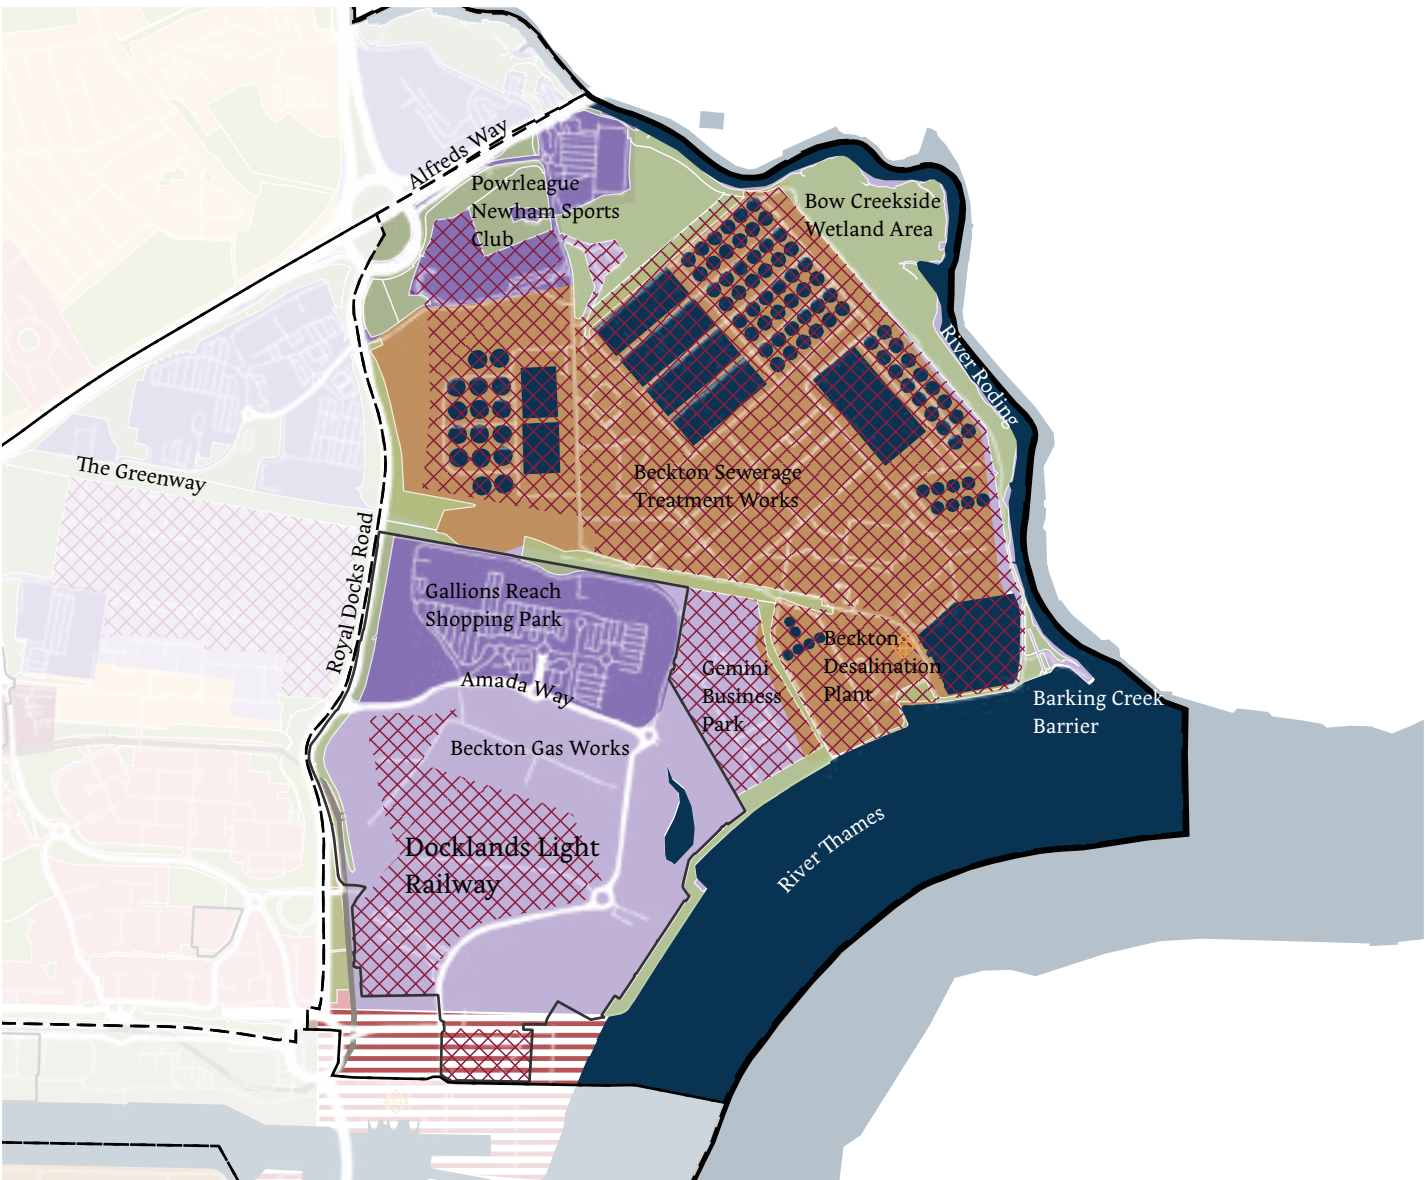 Alfreds Way
Powrleague
Newham Sports
Club
Bow Creekside
Wetland Area
River Roding
The Greenway
Beckton Sewerage
Treatment Works
Royal Docks Road
Gallions Reach
Shopping Park
Amada Way
Gemini
Business
Park
Beckton
Desalination
Plant
Barking Creek
Barrier
Beckton Gas Works
Docklands Light
Railway
River Thames